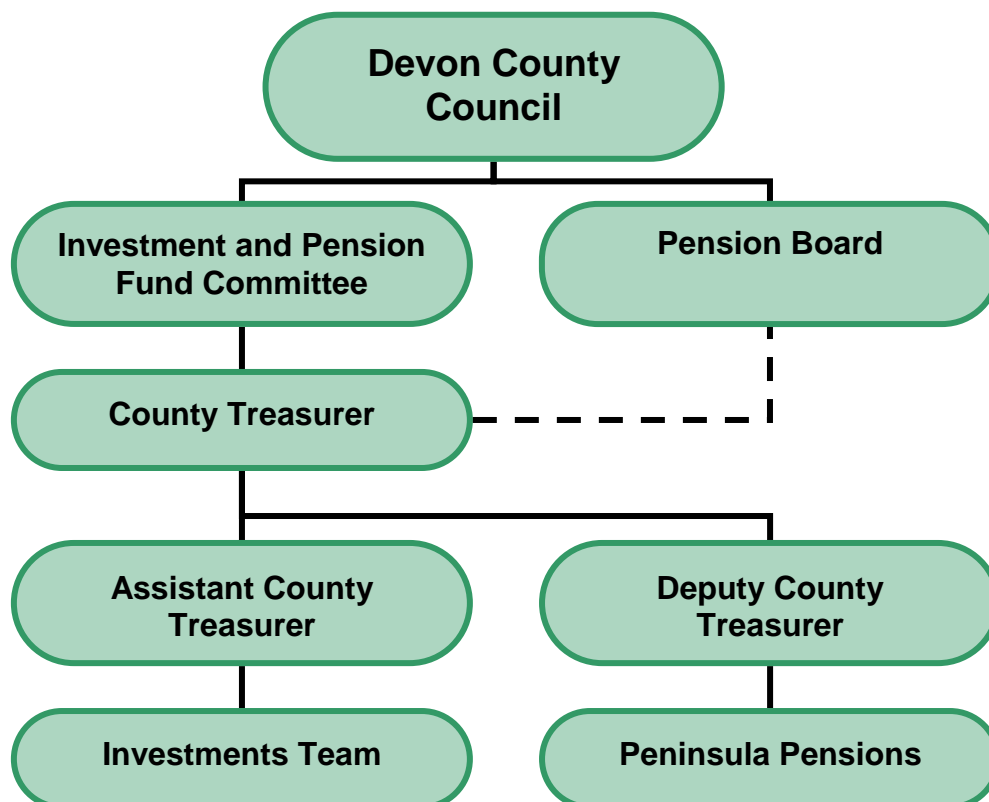 Devon County
Council
Investment and Pension
Fund Committee
Pension Board
County Treasurer
Assistant County
Treasurer
Deputy County
Treasurer
Investments Team
Peninsula Pensions